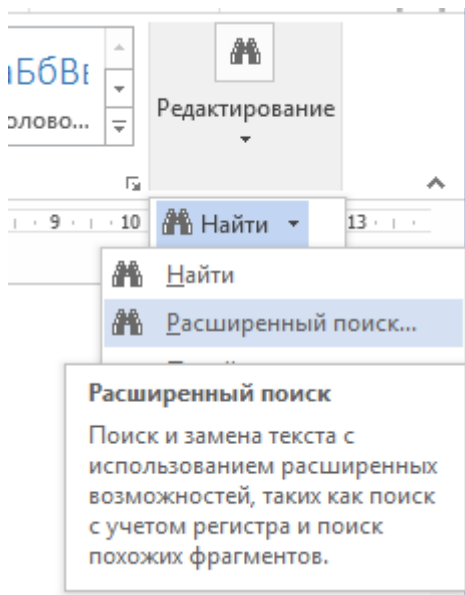 аБбВ
олово...
Редактирование
9 10
Найти
13
Найти
Расширенный поиск...
Расширенный поиск
Поиск и замена текста с
использованием расширенных
возможностей, таких как поиск
с учетом регистра и поиск
похожих фрагментов.